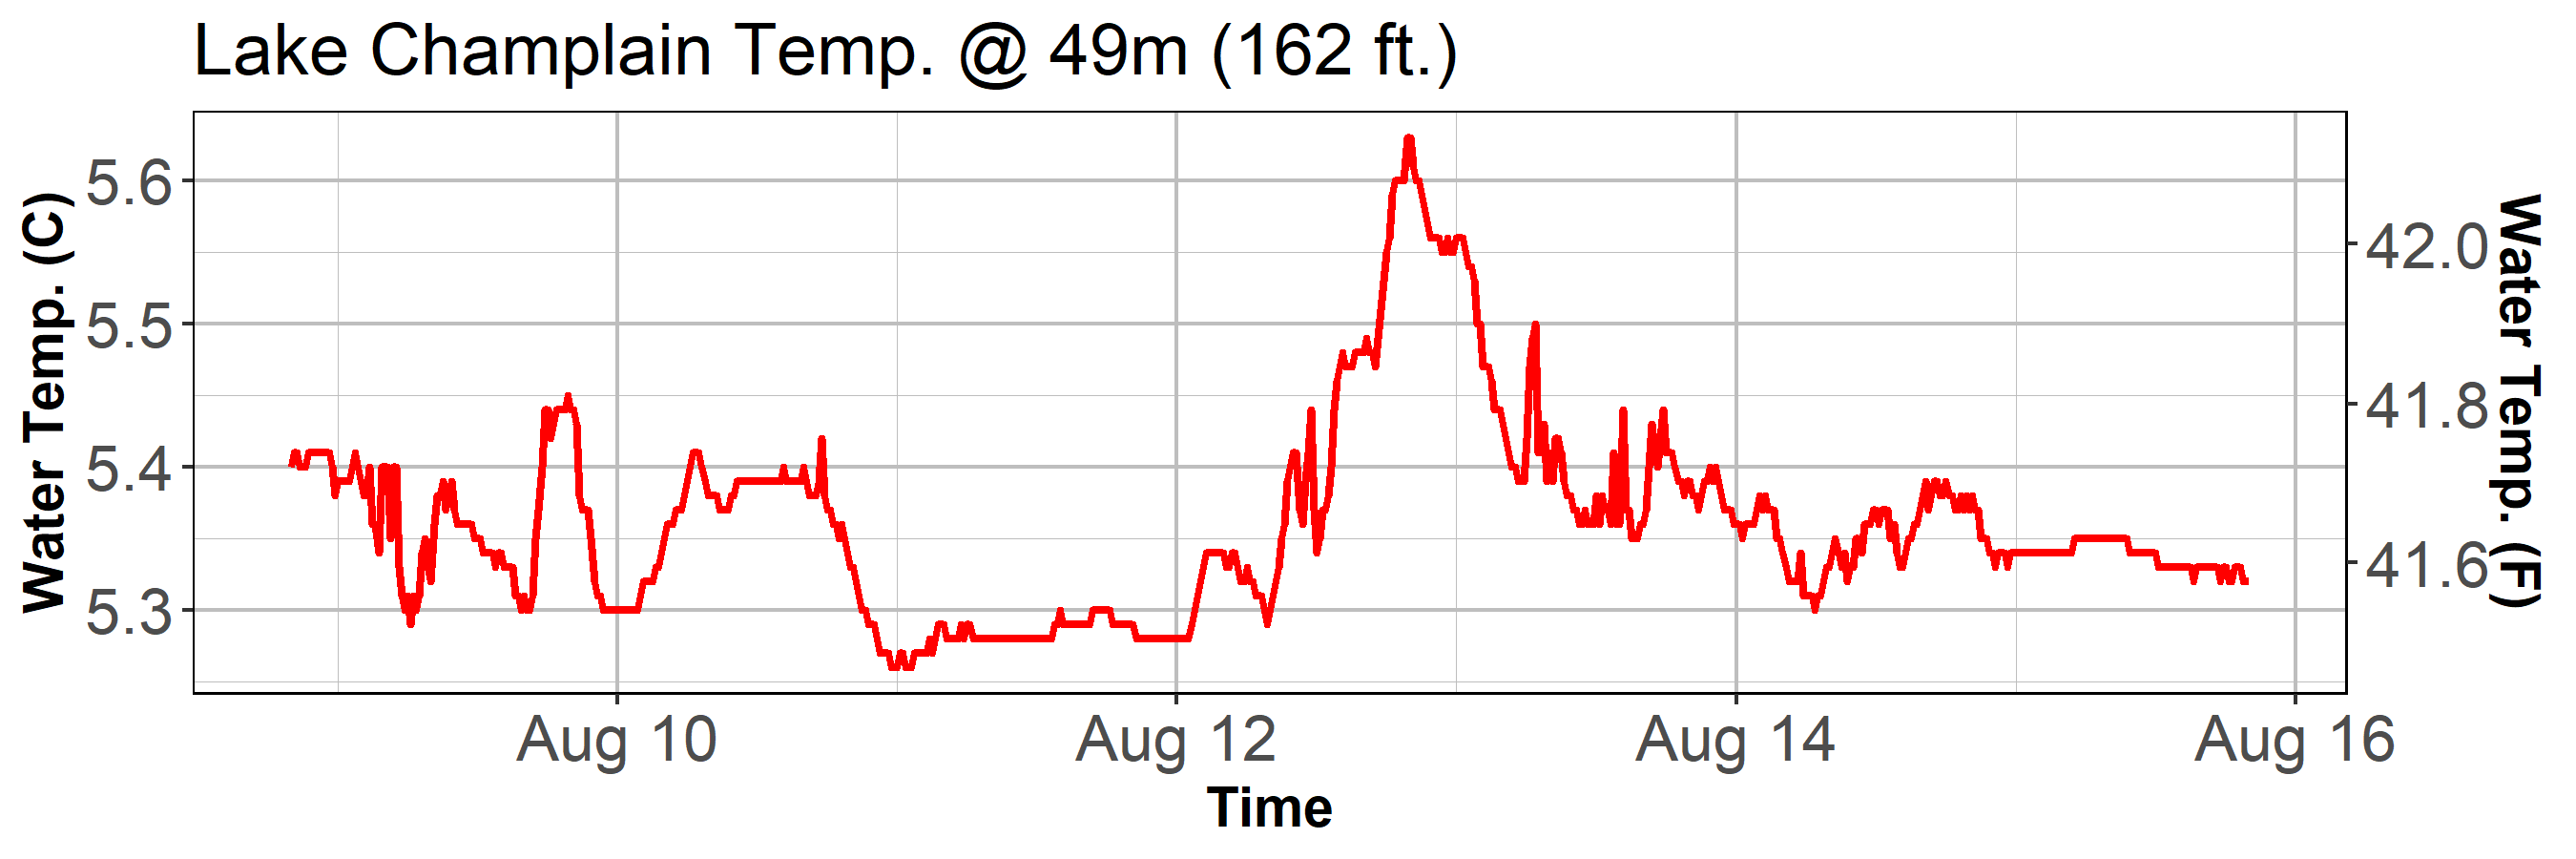 Lake Champlain Temp. @ 49m (162 ft.)
Water Temp. (C)
5.6
5.5
5.4
5.3
42.0
41.8
41.6
Water Temp. (F)
Aug 10 Aug 12 Aug 14 Aug 16
Time